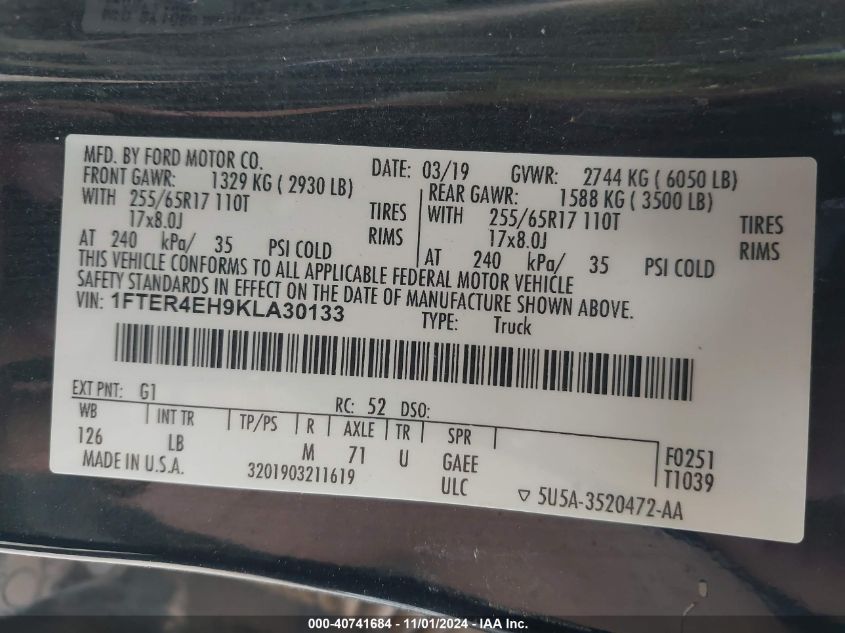 MFD. BY FORD MOTOR CO. DATE: 03/19 GVWR: 2744 KG ( 6050 LB)
FRONT GAWR: 1329 KG ( 2930 LB) REAR GAWR: 1588 KG ( 3500 LB)
WITH 255/65R17 110T TIRES WITH 255/65R17 110T TIRES
17x8.0J RIMS 17x8.0J RIMS
AT 240 kPa/ 35 PSI COLD AT 240 kPa/ 35 PSI COLD
THIS VEHICLE CONFORMS TO ALL APPLICABLE FEDERAL MOTOR VEHICLE
SAFETY STANDARDS IN EFFECT ON THE DATE OF MANUFACTURE SHOWN ABOVE.
VIN: 1FTER4EH9KLA30133 TYPE: Truck
EXT PNT: G1 RC: 52 DSO:
WB INT TR TP/PS R AXLE TR SPR
126 LB M 71 U GAEE F0251
MADE IN U.S.A. 3201903211619 ULC T1039
5U5A-3520472-AA
000-40741684 - 11/01/2024 - IAA Inc.